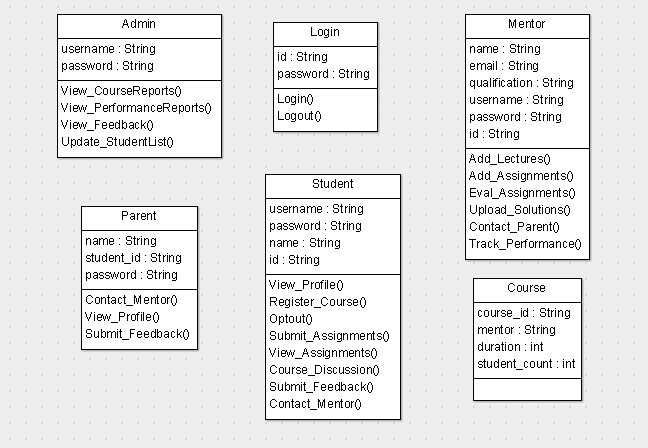 Admin
username : String
password : String
View_CourseReports()
View_PerformanceReports()
View_Feedback()
Update_StudentList()
Login
id : String
password : String
Login()
Logout()
Mentor
name : String
email : String
qualification : String
username : String
password : String
id : String
Add_Lectures()
Add_Assignments()
Eval_Assignments()
Upload_Solutions()
Contact_Parent()
Track_Performance()
Parent
name : String
student_id : String
password : String
Contact_Mentor()
View_Profile()
Submit_Feedback()
Student
username : String
password : String
name : String
id : String
View_Profile()
Register_Course()
Optout()
Submit_Assignments()
View_Assignments()
Course_Discussion()
Submit_Feedback()
Contact_Mentor()
Course
course_id : String
mentor : String
duration : int
student_count : int